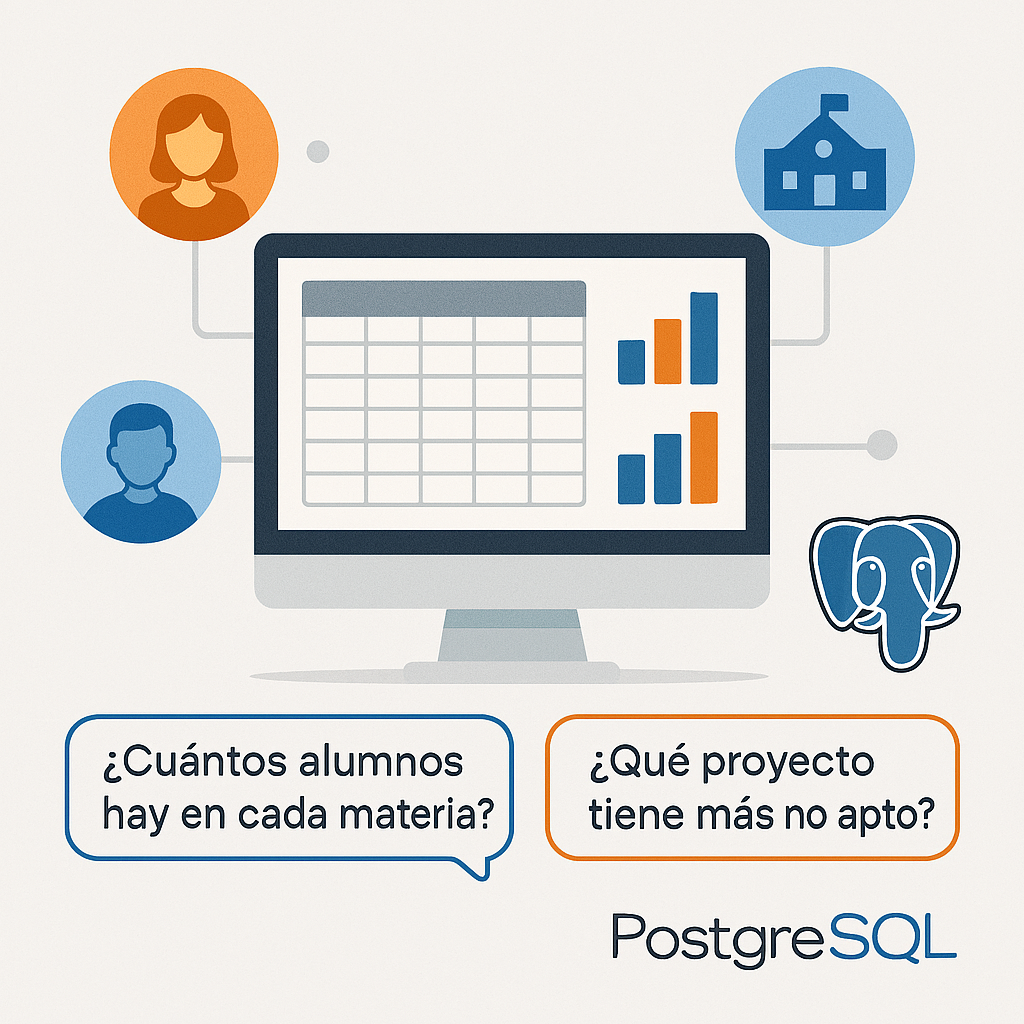 ¿Cuántos alumnos
hay en cada materia?
¿Qué proyecto
tiene más no apto?
PostgreSQL